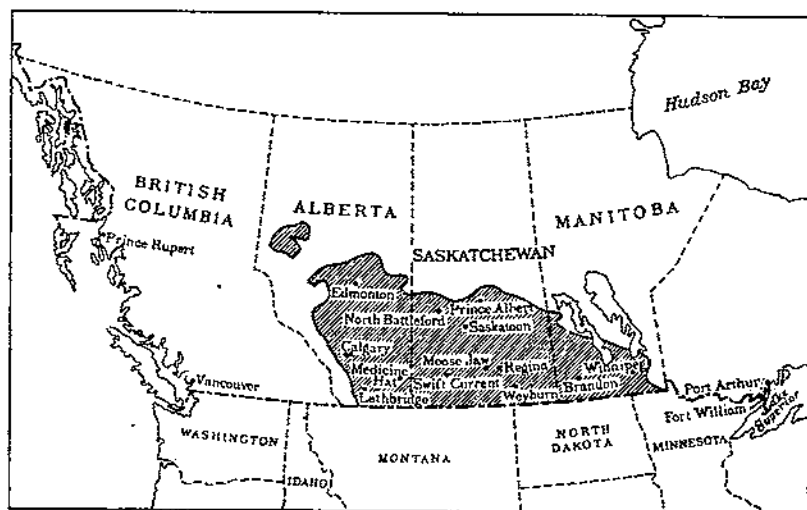 Hudson Bay
BRITISH
COLUMBIA
ALBERTA
MANITOBA
Prince Rupert
SASKATCHEWAN
Edmonton
Prince Albert
North Battleford
Saskatoon
Calgary
Moose Jaw
Regina
Winnipeg
Medicine
Hat
Swift Current
Brandon
Vancouver
Port Arthur
Lethbridge
Weyburn
Fort William
Lake
Superior
WASHINGTON
NORTH
DAKOTA
MINNESOTA
MONTANA
IDAHO